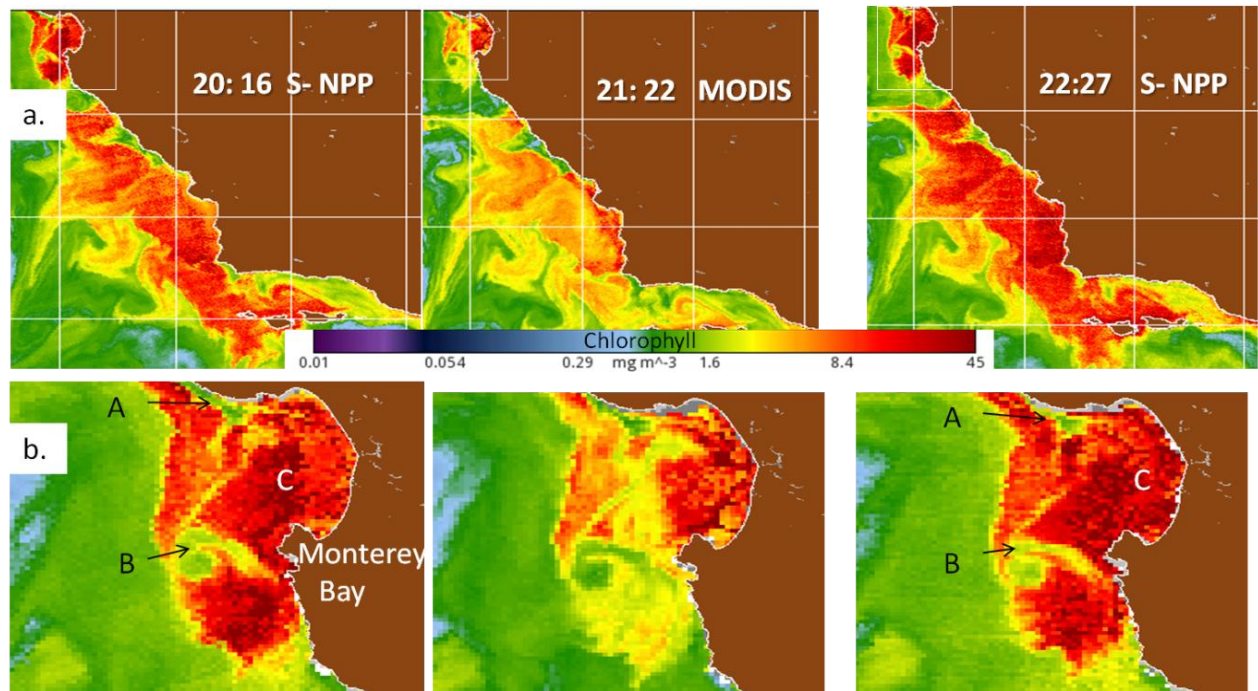 20: 16 S- NPP
21: 22 MODIS
22:27 S- NPP
a.
Chlorophyll
0.01 0.054 0.29 mg m^-3 1.6 8.4 45
b.
A
C
B
Monterey
Bay
A
C
B